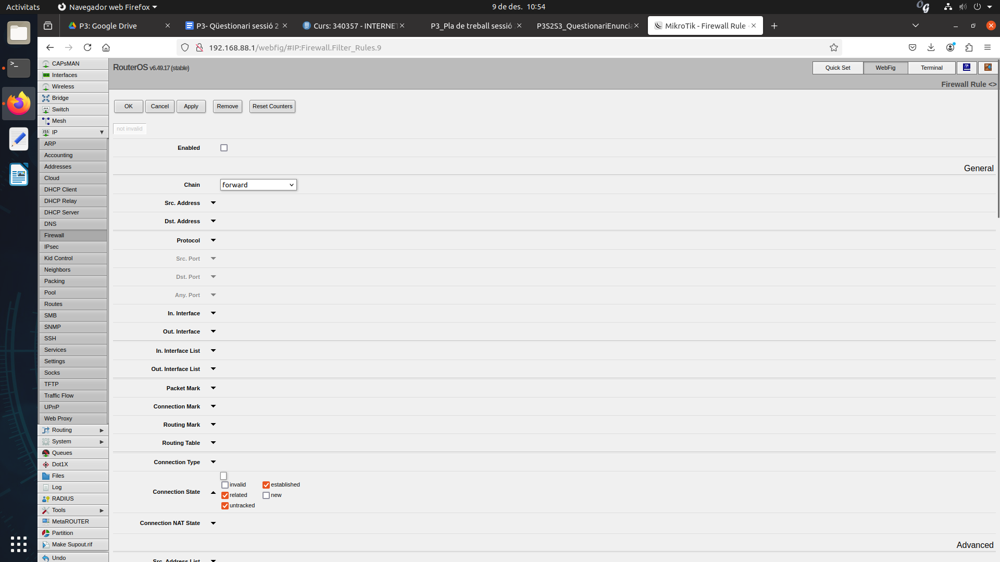 Activitats
Navegador web Firefox
9 de des.  10:54
P3: Google Drive
P3- Qüestionari sessió 2
Curs: 340357 - INTERNET
P3_Pla de treball sessió
P3S2S3_QuestionariEnuncia
MikroTik - Firewall Rule
192.168.88.1/webfig/#IP:Firewall.Filter_Rules.9
CAPsMAN
Interfaces
Wireless
Bridge
Switch
Mesh
IP
ARP
Accounting
Addresses
Cloud
DHCP Client
DHCP Relay
DHCP Server
DNS
Firewall
IPsec
Kid Control
Neighbors
Packing
Pool
Routes
SMB
SNMP
SSH
Services
Settings
Socks
TFTP
Traffic Flow
UPnP
Web Proxy
Routing
System
Queues
Dot1X
Files
Log
RADIUS
Tools
MetaROUTER
Partition
Make Supout.rif
Undo
RouterOS v6.49.17 (stable)
Quick Set
WebFig
Terminal
Firewall Rule <>
OK
Cancel
Apply
Remove
Reset Counters
not invalid
Enabled
General
Chain
forward
Src. Address
Dst. Address
Protocol
Src. Port
Dst. Port
Any. Port
In. Interface
Out. Interface
In. Interface List
Out. Interface List
Packet Mark
Connection Mark
Routing Mark
Routing Table
Connection Type
Connection State
invalid
established
related
new
untracked
Connection NAT State
Advanced
Src. Address List